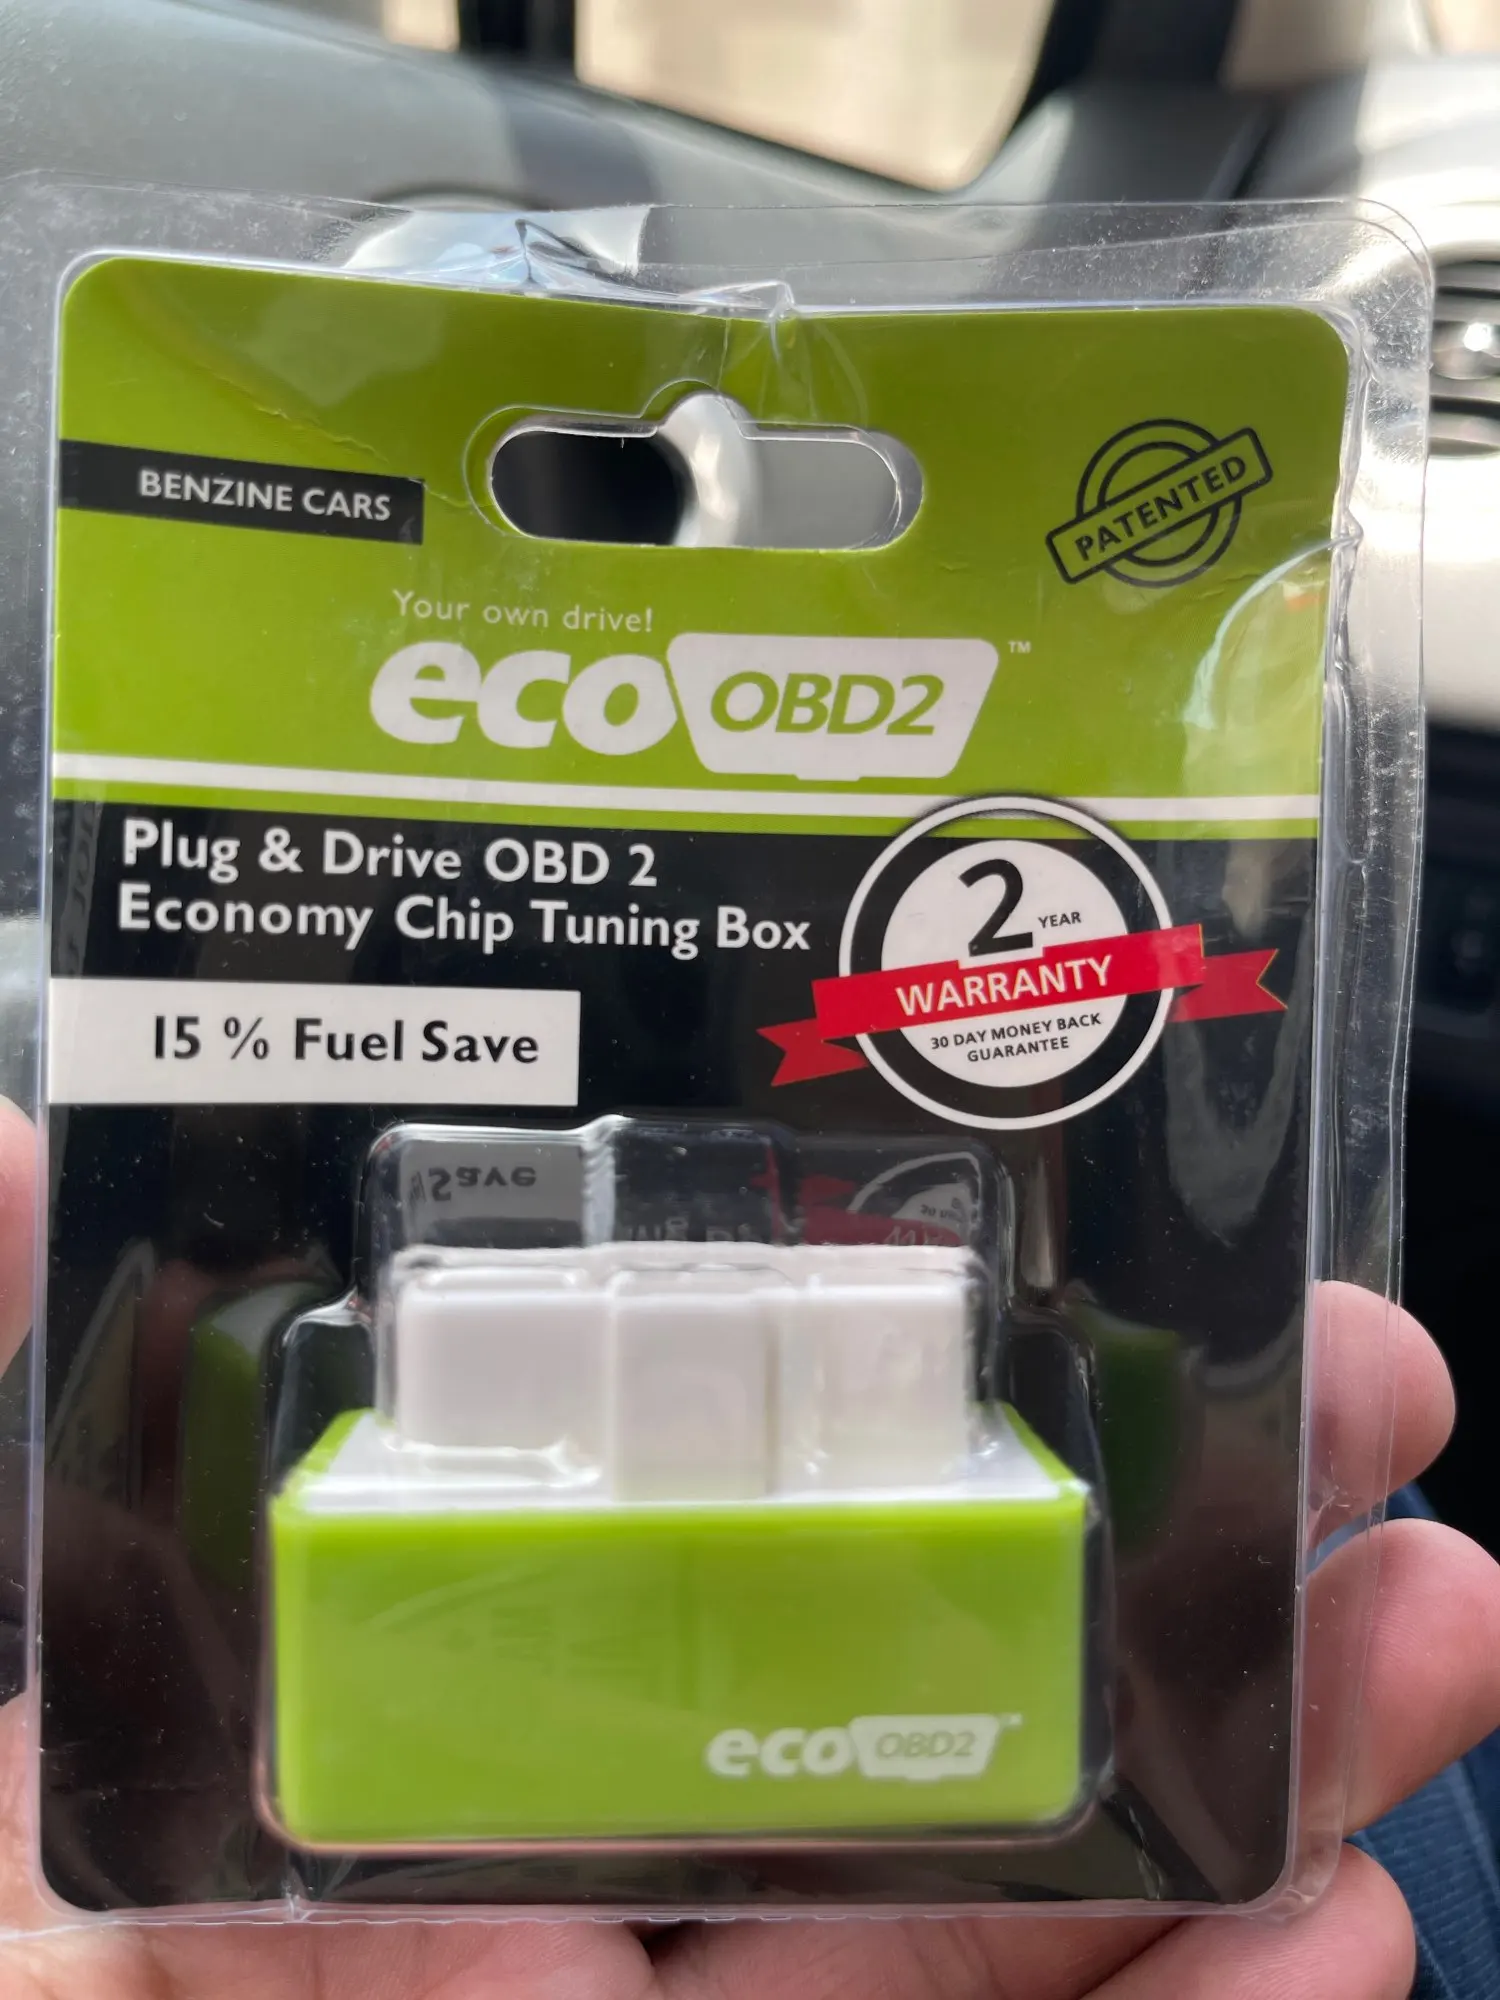 BENZINE CARS
PATENTED
Your own drive!
eco OBD2 ™
Plug & Drive OBD 2
Economy Chip Tuning Box
2 YEAR
WARRANTY
30 DAY MONEY BACK
GUARANTEE
15 % Fuel Save
Save
eco OBD2